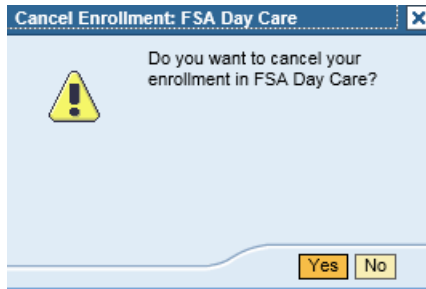 Cancel Enrollment: FSA Day Care
Do you want to cancel your
enrollment in FSA Day Care?
Yes No